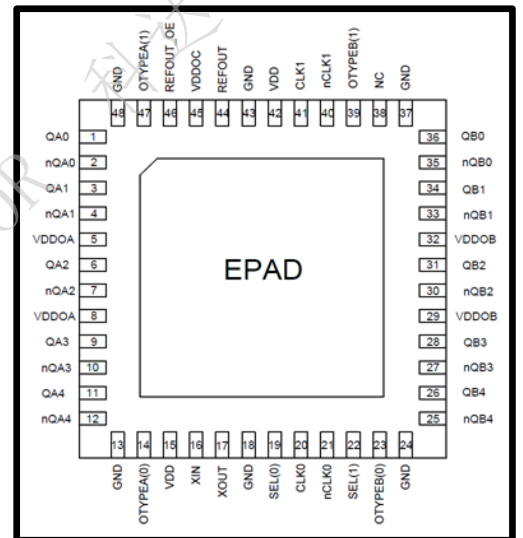 GND
OTYPEA(1)
REFOUT_OE
VDDOC
REFOUT
GND
VDD
CLK1
nCLK1
OTYPEB(1)
NC
GND
48 47 46 45 44 43 42 41 40 39 38 37
QA0 1 36 QB0
nQA0 2 35 nQB0
QA1 3 34 QB1
nQA1 4 33 nQB1
VDDOA 5 32 VDDOB
QA2 6 31 QB2
EPAD
nQA2 7 30 nQB2
VDDOA 8 29 VDDOB
QA3 9 28 QB3
nQA3 10 27 nQB3
QA4 11 26 QB4
nQA4 12 25 nQB4
13 14 15 16 17 18 19 20 21 22 23 24
GND
OTYPEA(0)
VDD
XIN
XOUT
GND
SEL(0)
CLK0
nCLK0
SEL(1)
OTYPEB(0)
GND
科达
OR